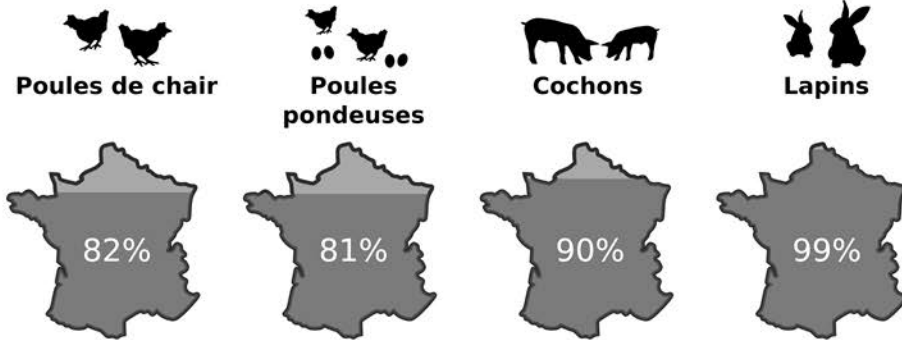 Poules de chair
Poules
pondeuses
Cochons
Lapins
82%
81%
90%
99%